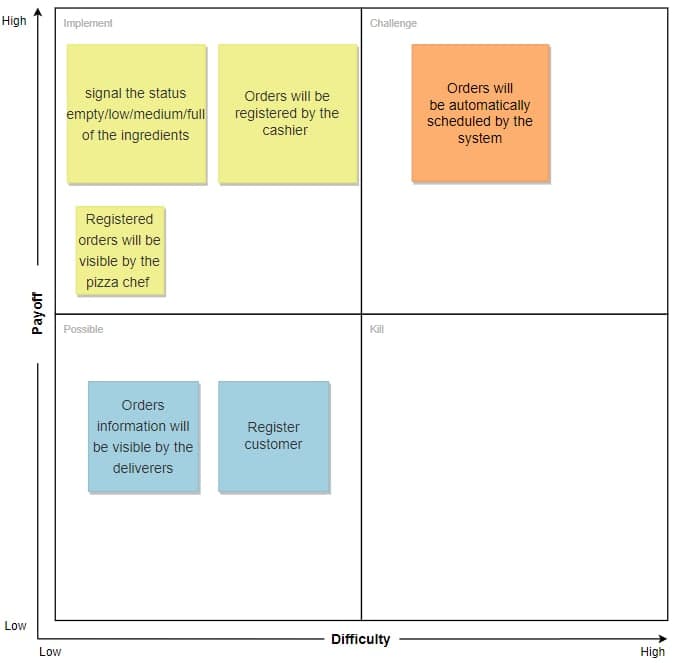 High
Implement
Challenge
signal the status
empty/low/medium/full
of the ingredients
Orders will be
registered by the
cashier
Orders will
be automatically
scheduled by the
system
Registered
orders will be
visible by the
pizza chef
Payoff
Possible
Kill
Orders
information will
be visible by the
deliverers
Register
customer
Low
Low
Difficulty
High